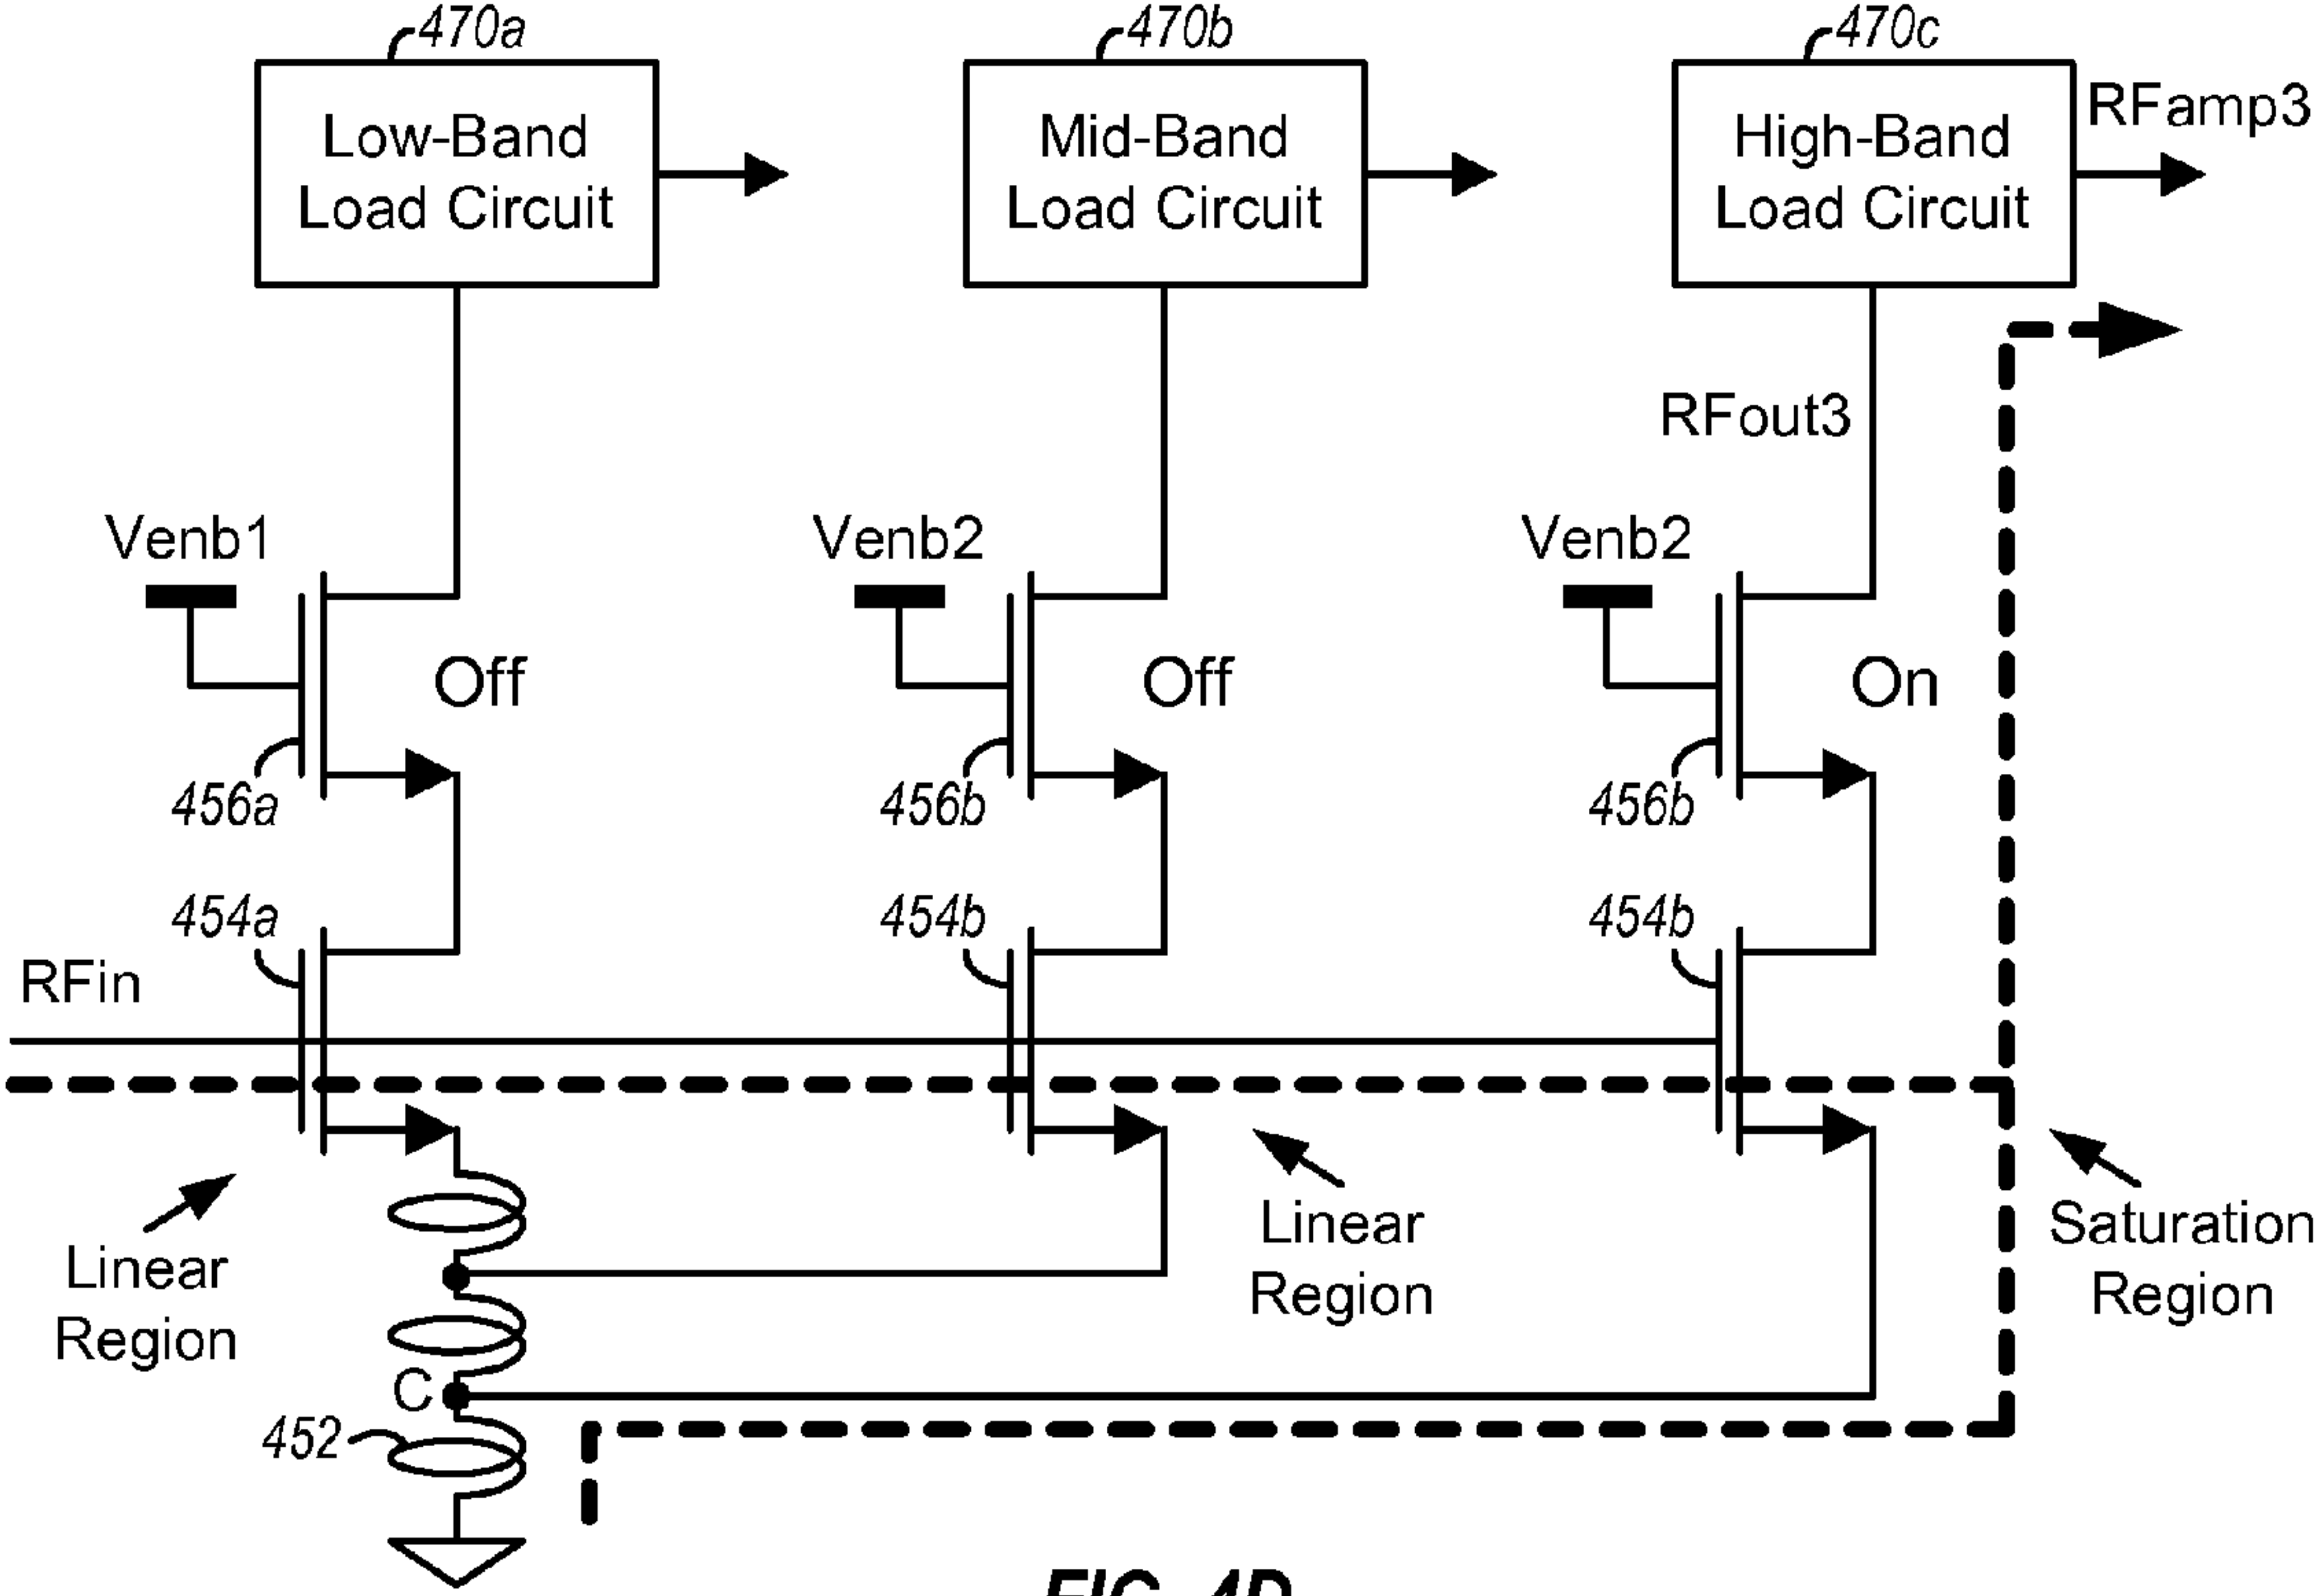 470a
470b
470c
Low-Band
Load Circuit
Mid-Band
Load Circuit
High-Band
Load Circuit
RFamp3
RFout3
Venb1
Venb2
Venb2
Off
Off
On
456a
456b
456b
454a
454b
454b
RFin
Linear
Region
Linear
Region
Saturation
Region
C
452